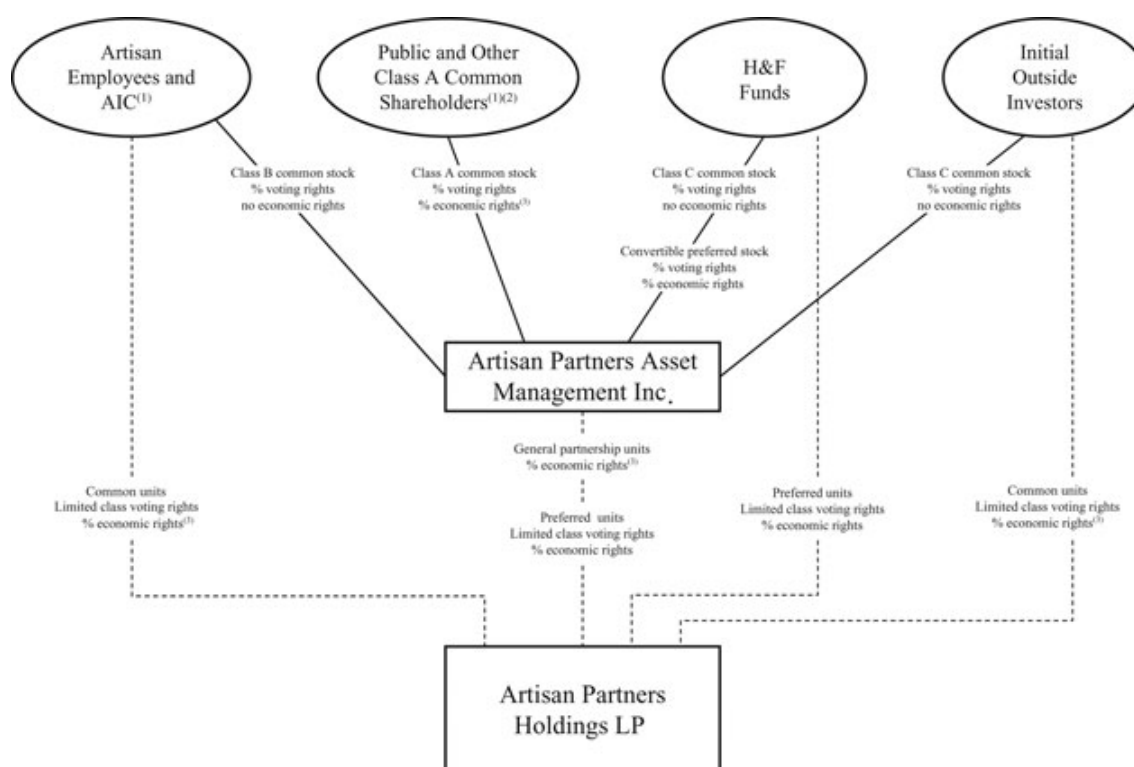 Artisan
Employees and
AIC(1)
Public and Other
Class A Common
Shareholders(1)(2)
H&F
Funds
Initial
Outside
Investors
Class B common stock
% voting rights
no economic rights
Class A common stock
% voting rights
% economic rights(3)
Class C common stock
% voting rights
no economic rights
Class C common stock
% voting rights
no economic rights
Convertible preferred stock
% voting rights
% economic rights
Artisan Partners Asset
Management Inc.
General partnership units
% economic rights(3)
Common units
Limited class voting rights
% economic rights(3)
Preferred units
Limited class voting rights
% economic rights
Preferred units
Limited class voting rights
% economic rights
Common units
Limited class voting rights
% economic rights(3)
Artisan Partners
Holdings LP